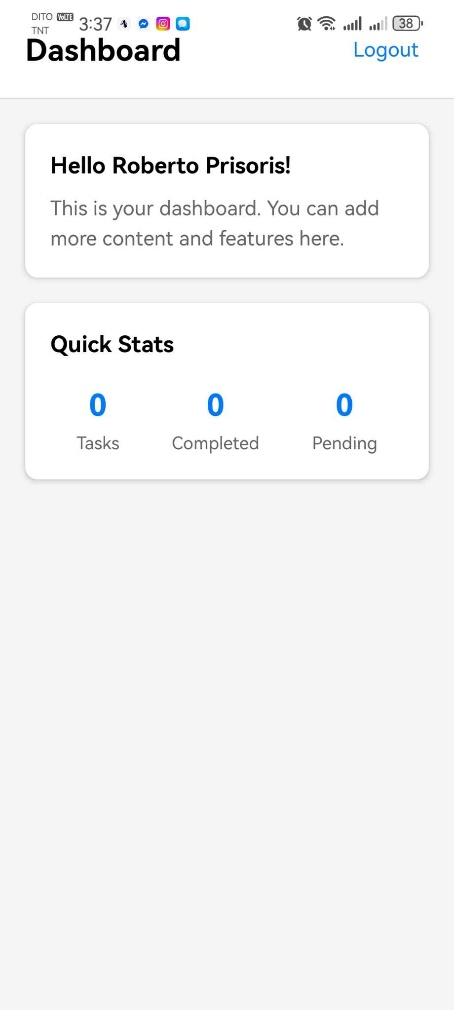 DITO VoLTE 3:37 38
TNT
Dashboard Logout
Hello Roberto Prisoris!
This is your dashboard. You can add
more content and features here.
Quick Stats
0 0 0
Tasks Completed Pending